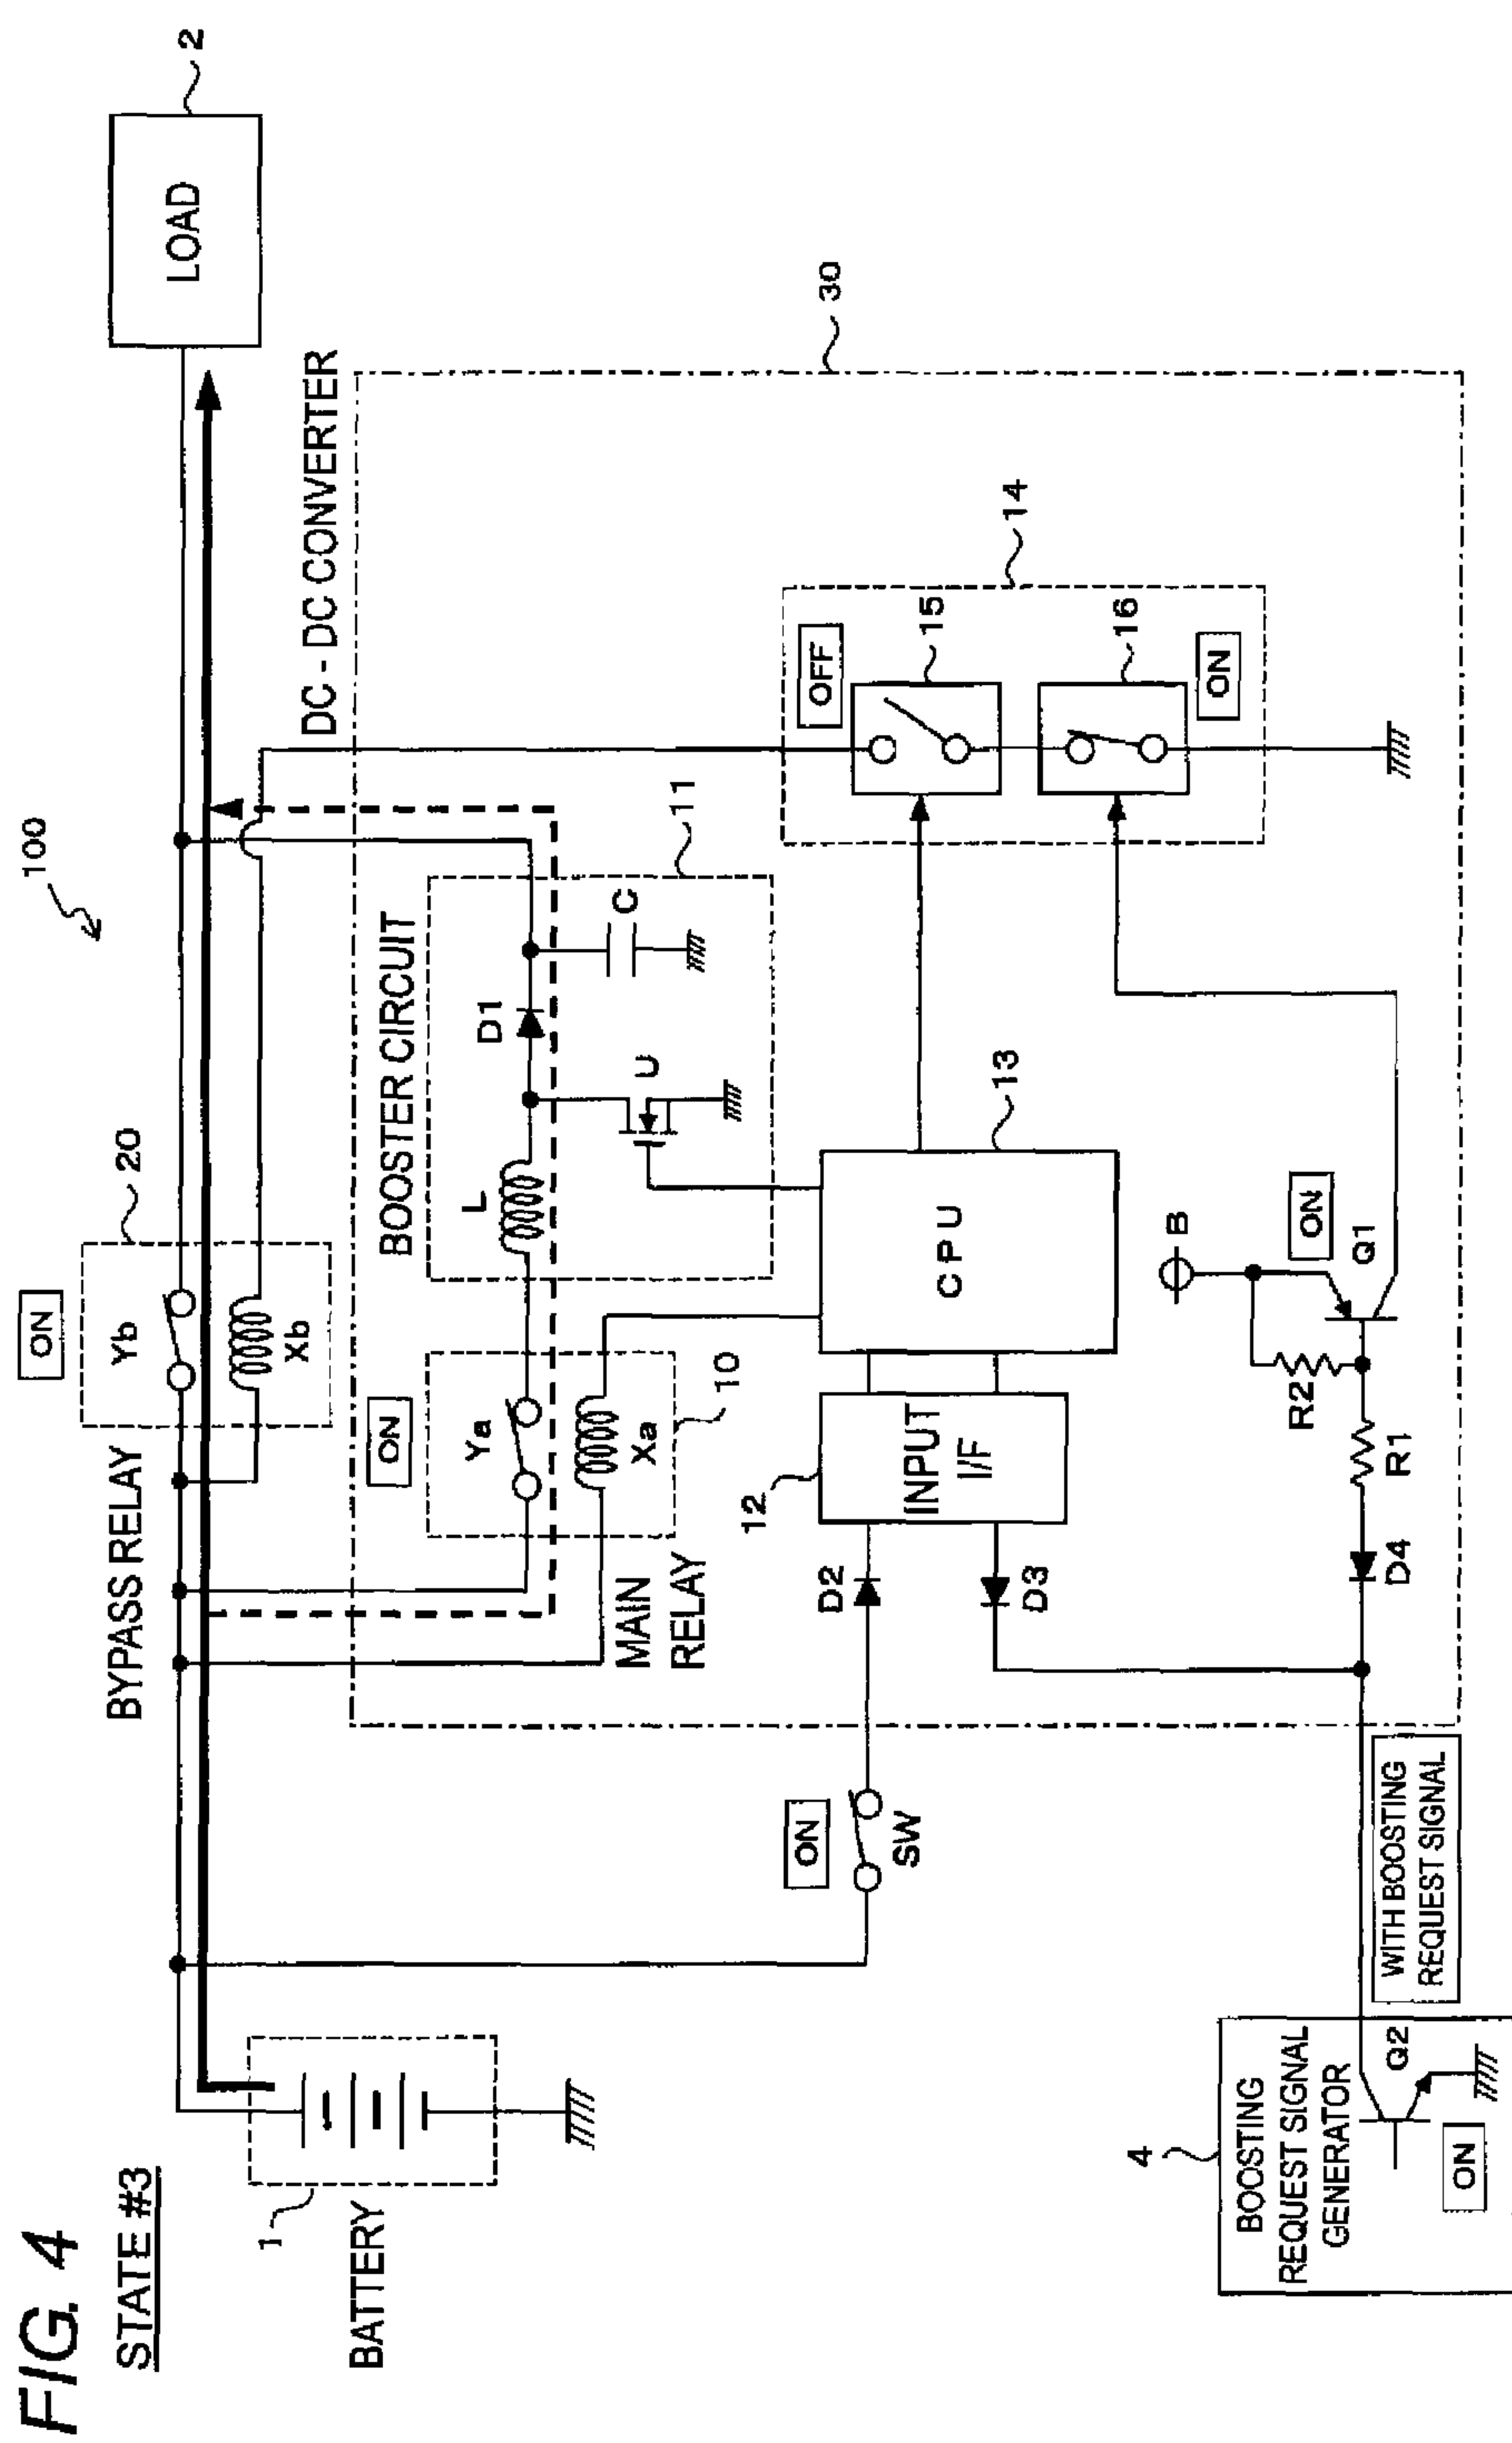 FIG. 4
STATE #3
100
BATTERY
1
BYPASS RELAY
ON
20
Yb
Xb
LOAD
2
DC - DC CONVERTER
30
MAIN
RELAY
ON
Ya
Xa
10
BOOSTER CIRCUIT
11
L
D1
U
C
ON
SW
D2
D3
12
INPUT
I/F
CPU
13
14
OFF
15
16
ON
B
ON
Q1
R2
R1
D4
WITH BOOSTING
REQUEST SIGNAL
4
BOOSTING
REQUEST SIGNAL
GENERATOR
Q2
ON